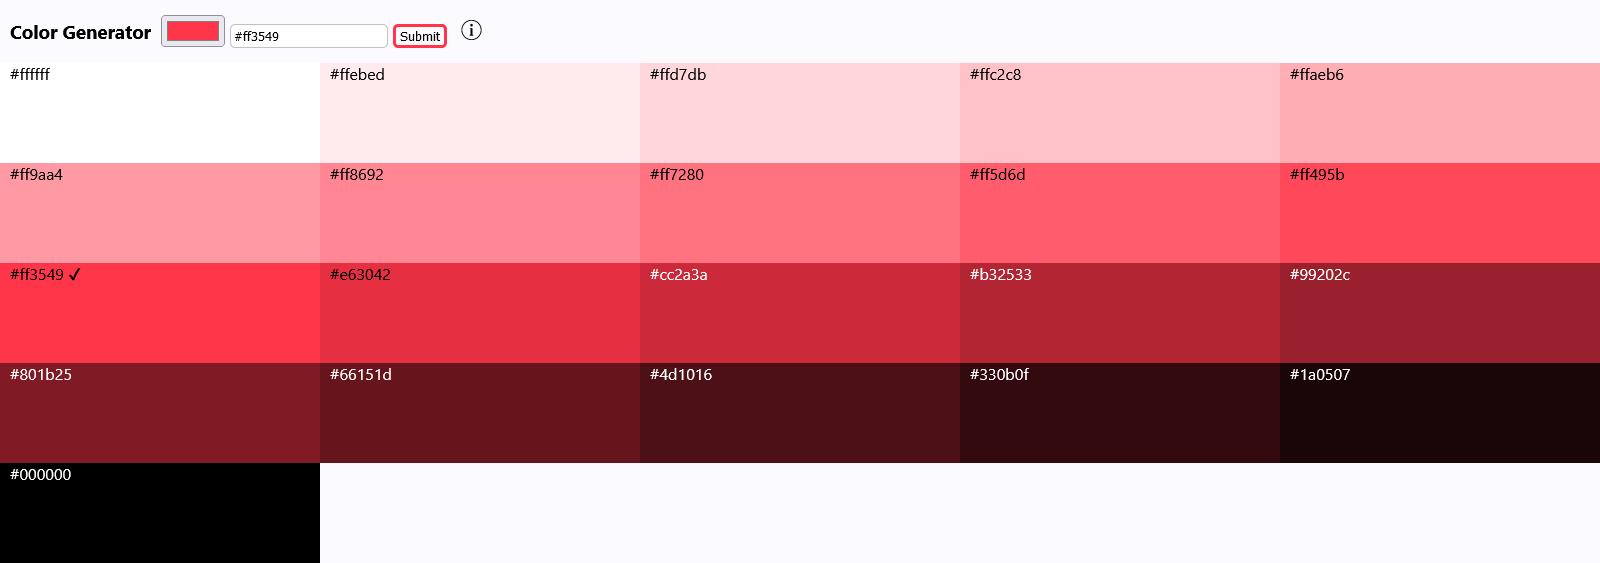 Color Generator #ff3549 Submit
#ffffff #ffebed #ffd7db #ffc2c8 #ffaeb6
#ff9aa4 #ff8692 #ff7280 #ff5d6d #ff495b
#ff3549 ✓ #e63042 #cc2a3a #b32533 #99202c
#801b25 #66151d #4d1016 #330b0f #1a0507
#000000